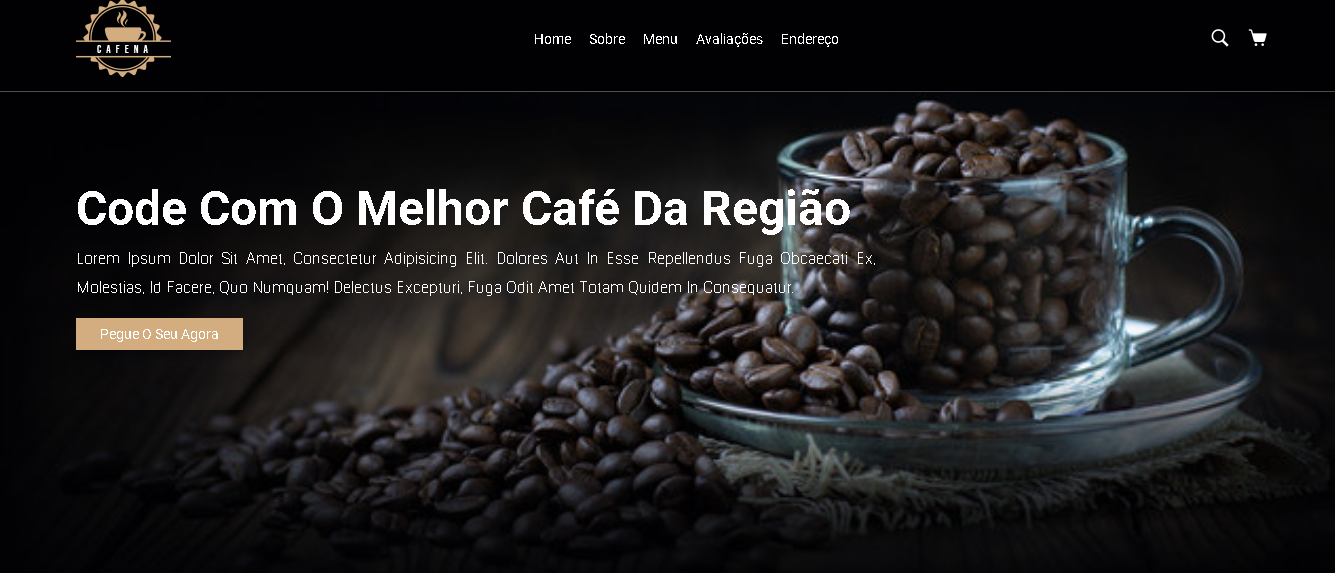 CAFENA
Home Sobre Menu Avaliações Endereço
Code Com O Melhor Café Da Região
Lorem Ipsum Dolor Sit Amet, Consectetur Adipisicing Elit. Dolores Aut In Esse Repellendus Fuga Obcaecati Ex,
Molestias, Id Facere, Quo Numquam! Delectus Excepturi, Fuga Odit Amet Totam Quidem In Consequatur.
Pegue O Seu Agora